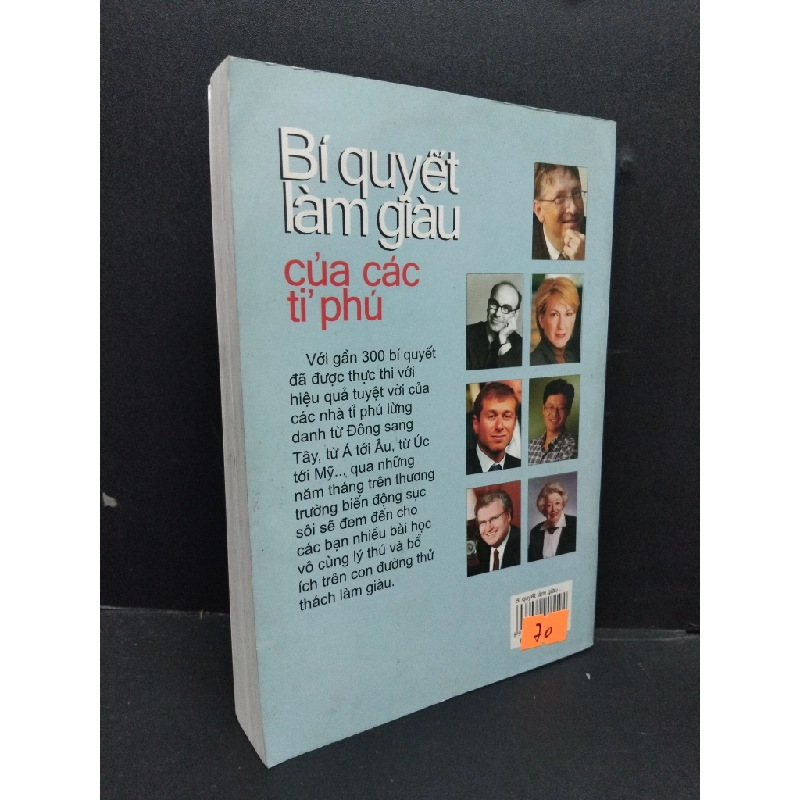 Bí quyết
làm giàu
của các
tỉ phú
Với gần 300 bí quyết
đã được thực thi với
hiệu quả tuyệt vời của
các nhà tỉ phú lừng
danh từ Đông sang
Tây, từ Á tới Âu, từ Úc
tới Mỹ..., qua những
năm tháng trên thương
trường biến động sục
sôi sẽ đem đến cho
các bạn nhiều bài học
vô cùng lý thú và bổ
ích trên con đường thử
thách làm giàu.
Bí quyết làm giàu...
70